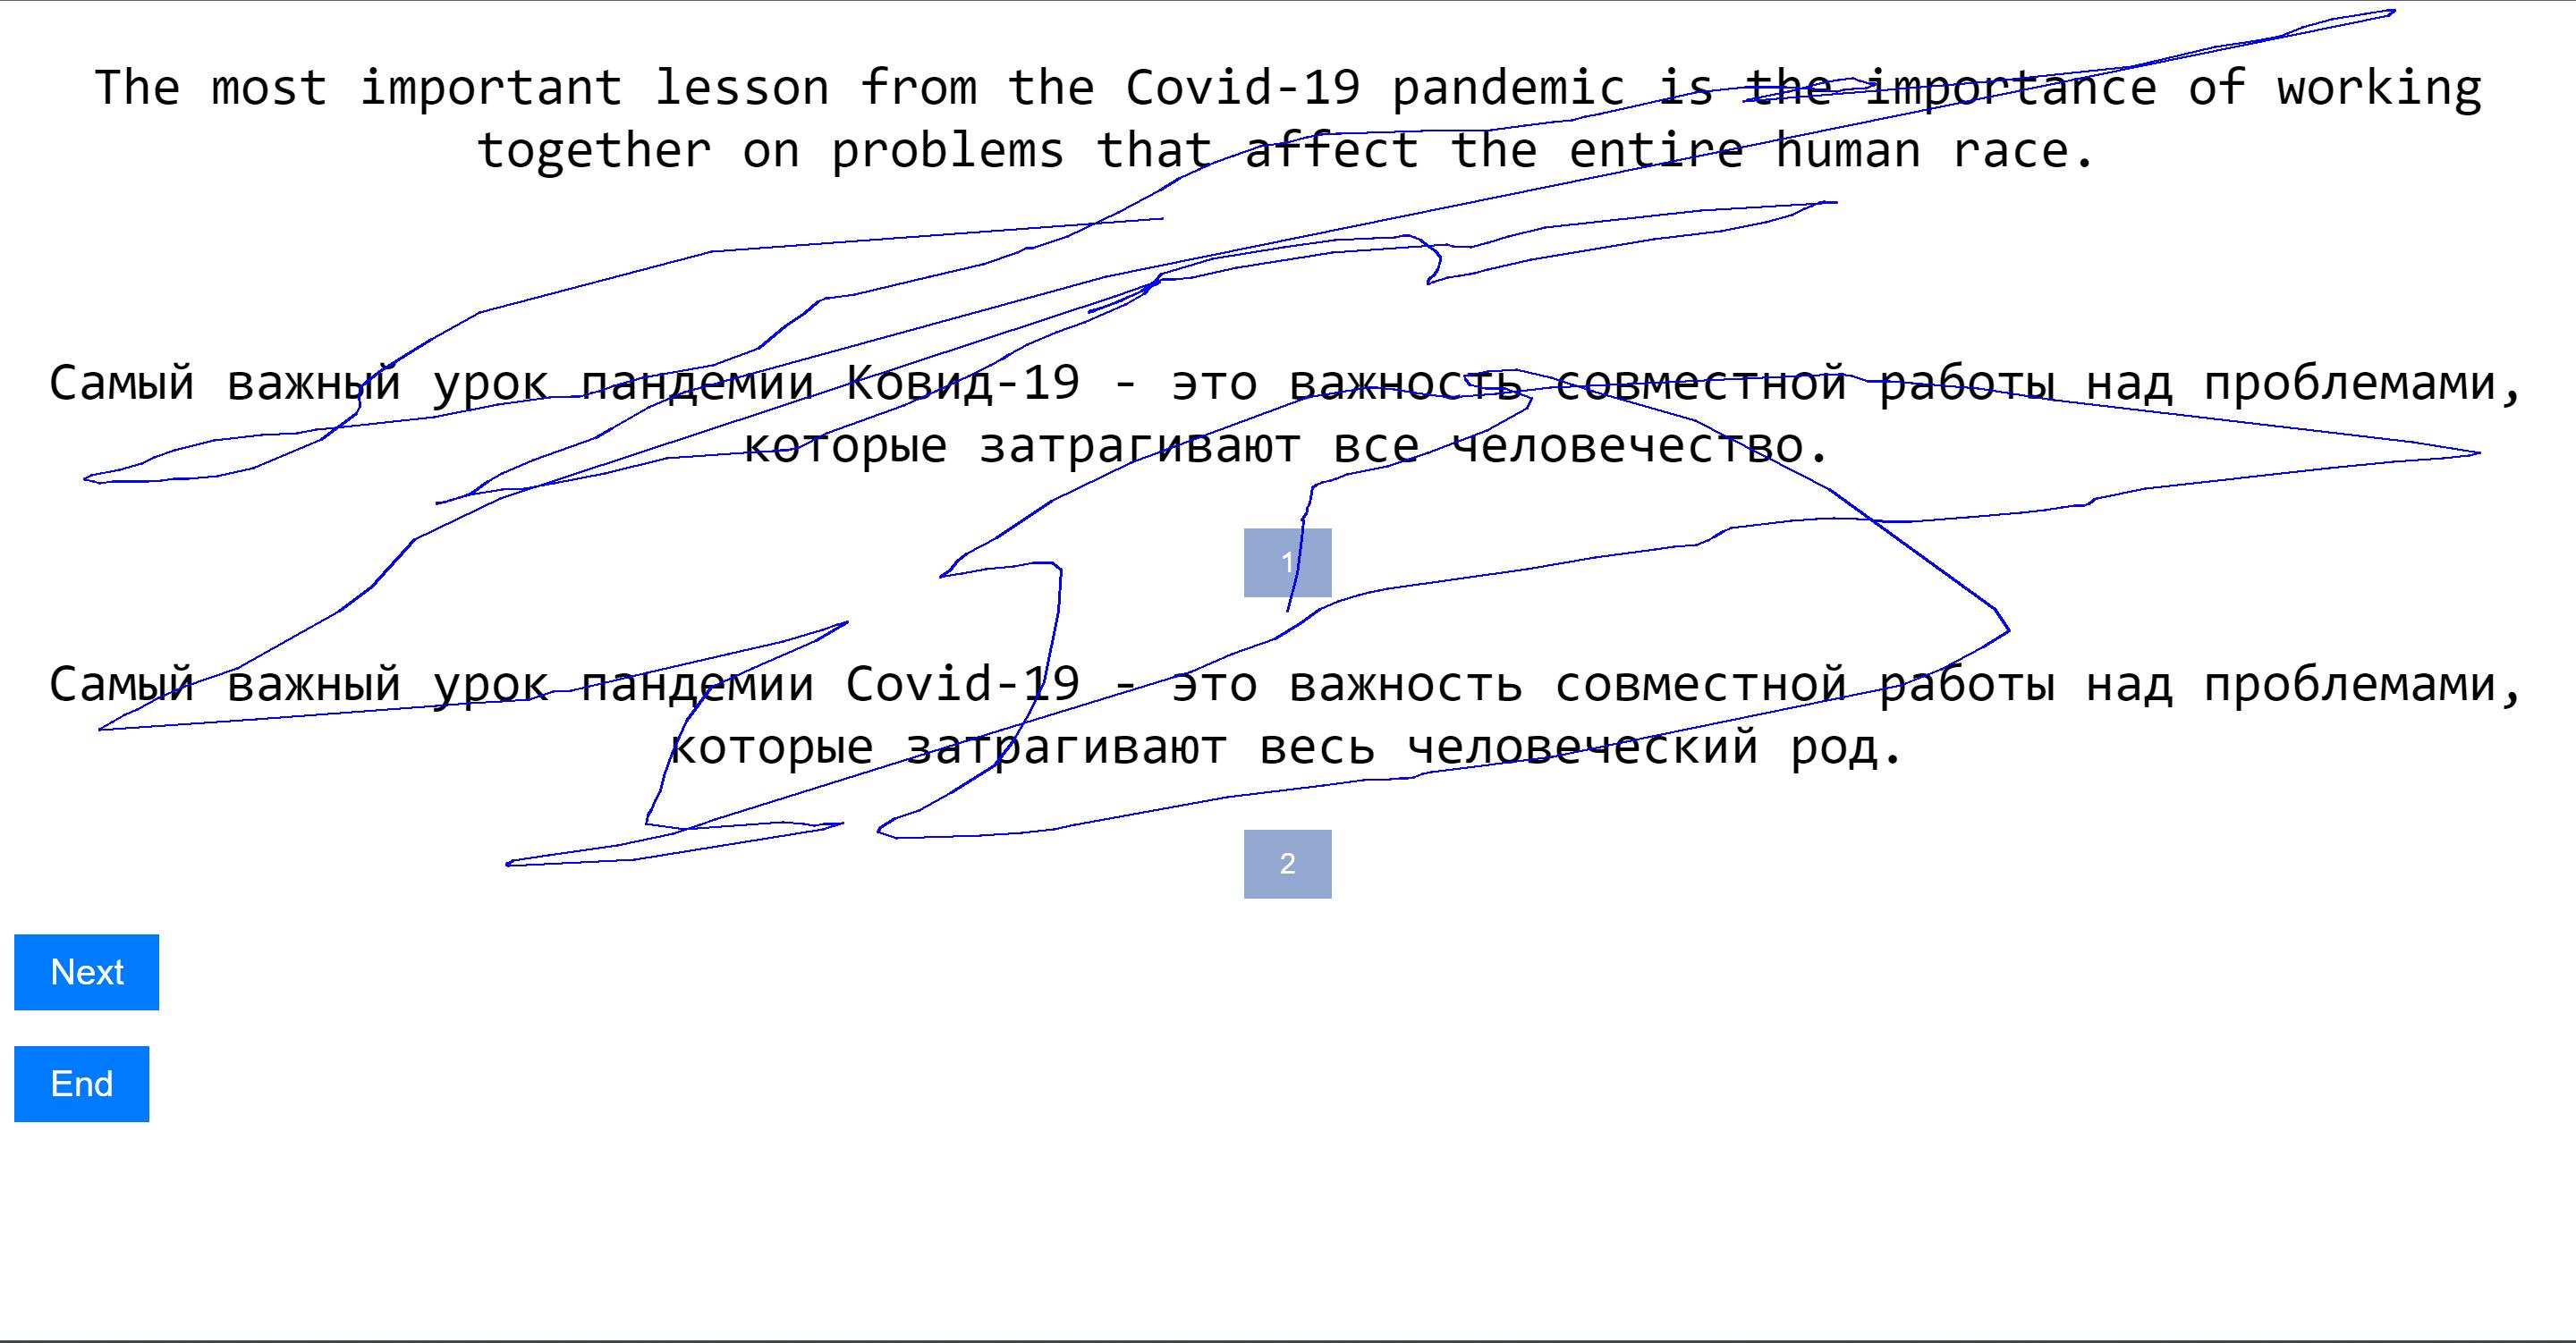 The most important lesson from the Covid-19 pandemic is the importance of working
together on problems that affect the entire human race.
Самый важный урок пандемии Ковид-19 - это важность совместной работы над проблемами,
которые затрагивают все человечество.
1
Самый важный урок пандемии Covid-19 - это важность совместной работы над проблемами,
которые затрагивают весь человеческий род.
2
Next
End